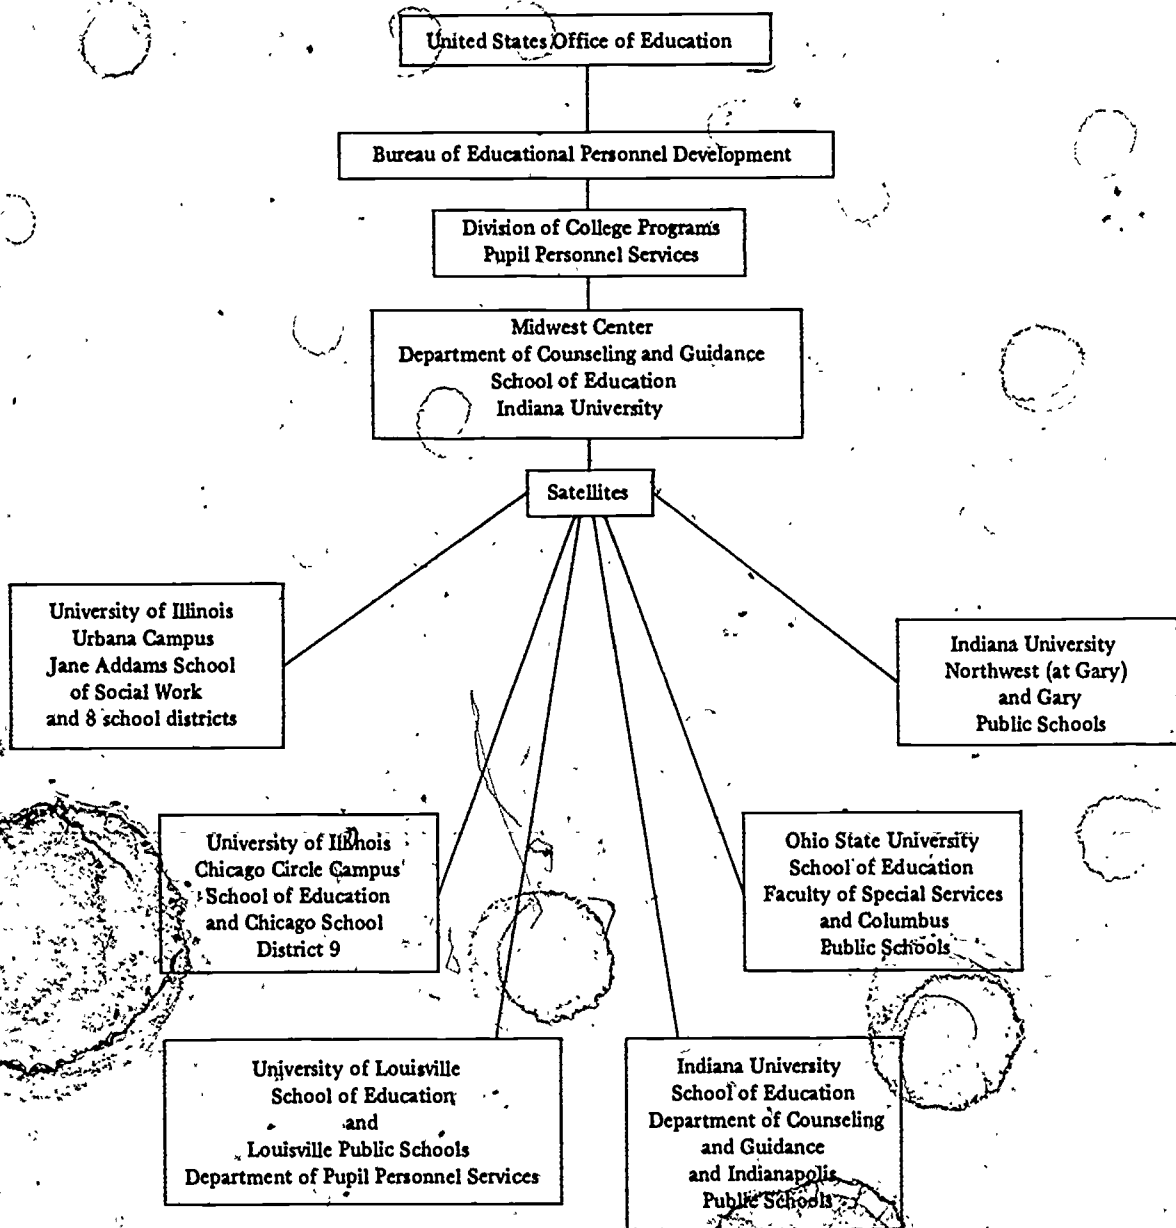 United States Office of Education
Bureau of Educational Personnel Development
Division of College Programs
Pupil Personnel Services
Midwest Center
Department of Counseling and Guidance
School of Education
Indiana University
Satellites
University of Illinois
Urbana Campus
Jane Addams School
of Social Work
and 8 school districts
Indiana University
Northwest (at Gary)
and Gary
Public Schools
University of Illinois
Chicago Circle Campus
School of Education
and Chicago School
District 9
Ohio State University
School of Education
Faculty of Special Services
and Columbus
Public Schools
University of Louisville
School of Education
and
Louisville Public Schools
Department of Pupil Personnel Services
Indiana University
School of Education
Department of Counseling
and Guidance
and Indianapolis
Public Schools